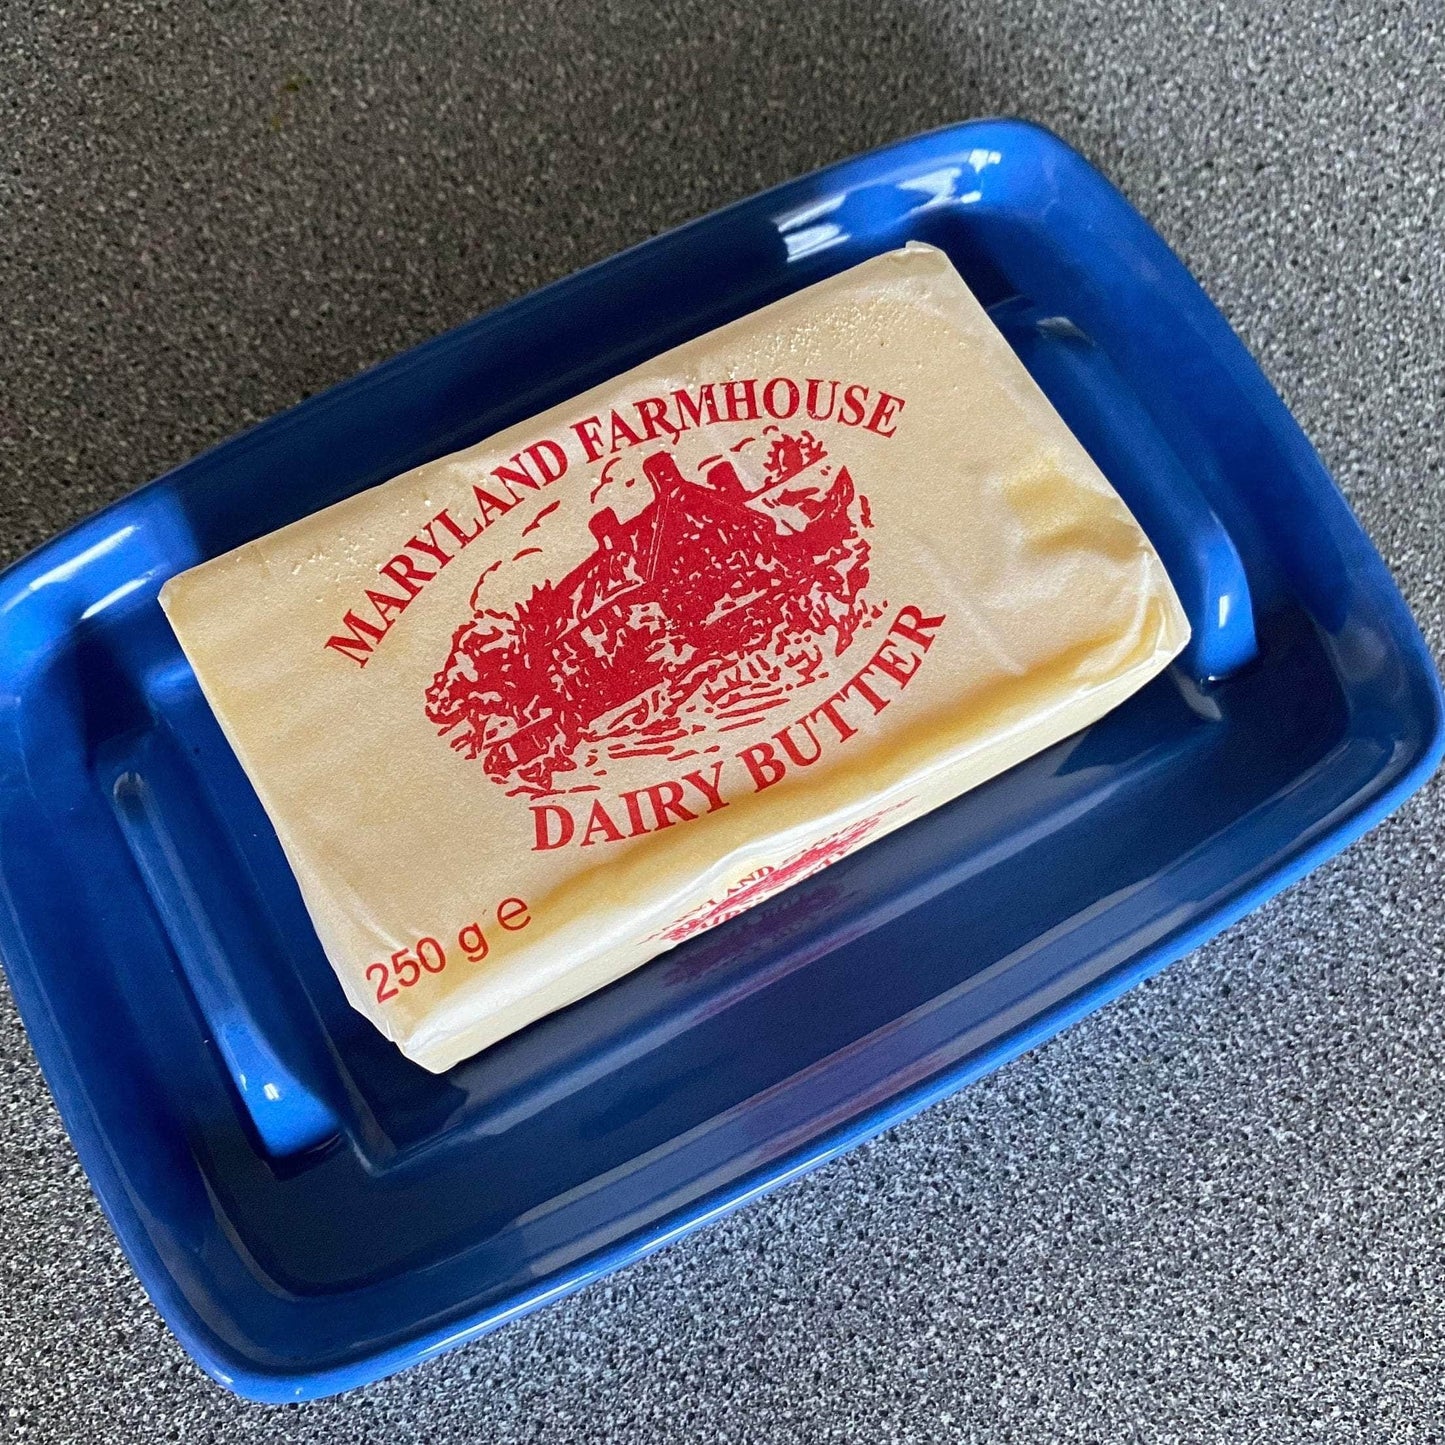 MARYLAND FARMHOUSE
DAIRY BUTTER
250 g e